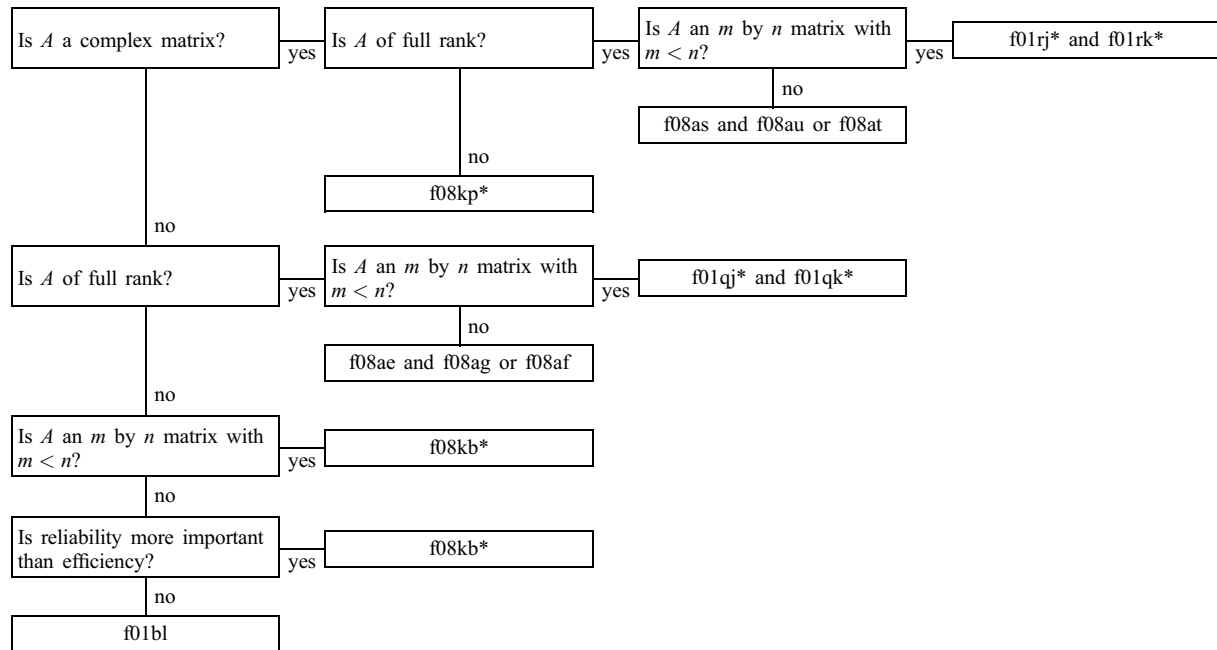 Is A a complex matrix?
yes
Is A of full rank?
yes
Is A an m by n matrix with
m < n?
yes
f01rj* and f01rk*
no
f08as and f08au or f08at
no
f08kp*
no
Is A of full rank?
yes
Is A an m by n matrix with
m < n?
yes
f01qj* and f01qk*
no
f08ae and f08ag or f08af
no
Is A an m by n matrix with
m < n?
yes
f08kb*
no
Is reliability more important
than efficiency?
yes
f08kb*
no
f01bl